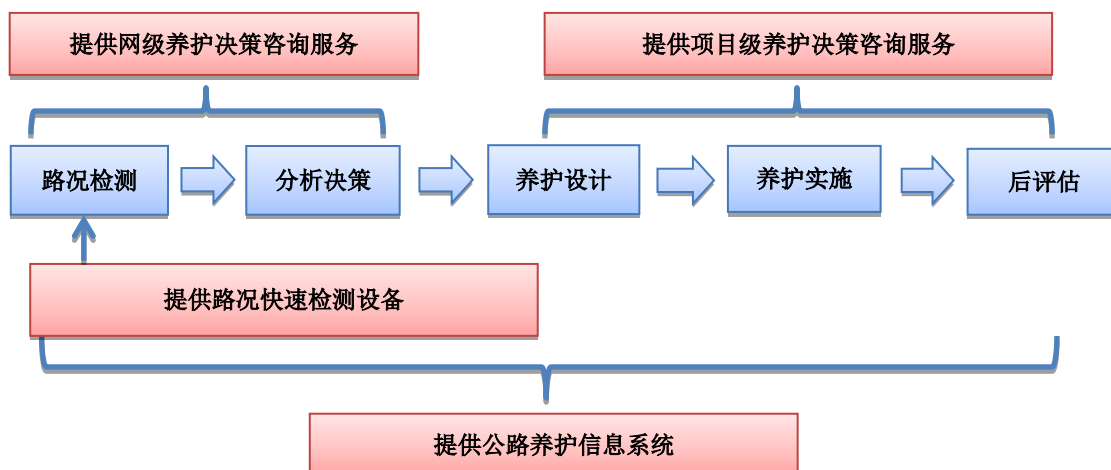 提供网级养护决策咨询服务
提供项目级养护决策咨询服务
路况检测
分析决策
养护设计
养护实施
后评估
提供路况快速检测设备
提供公路养护信息系统